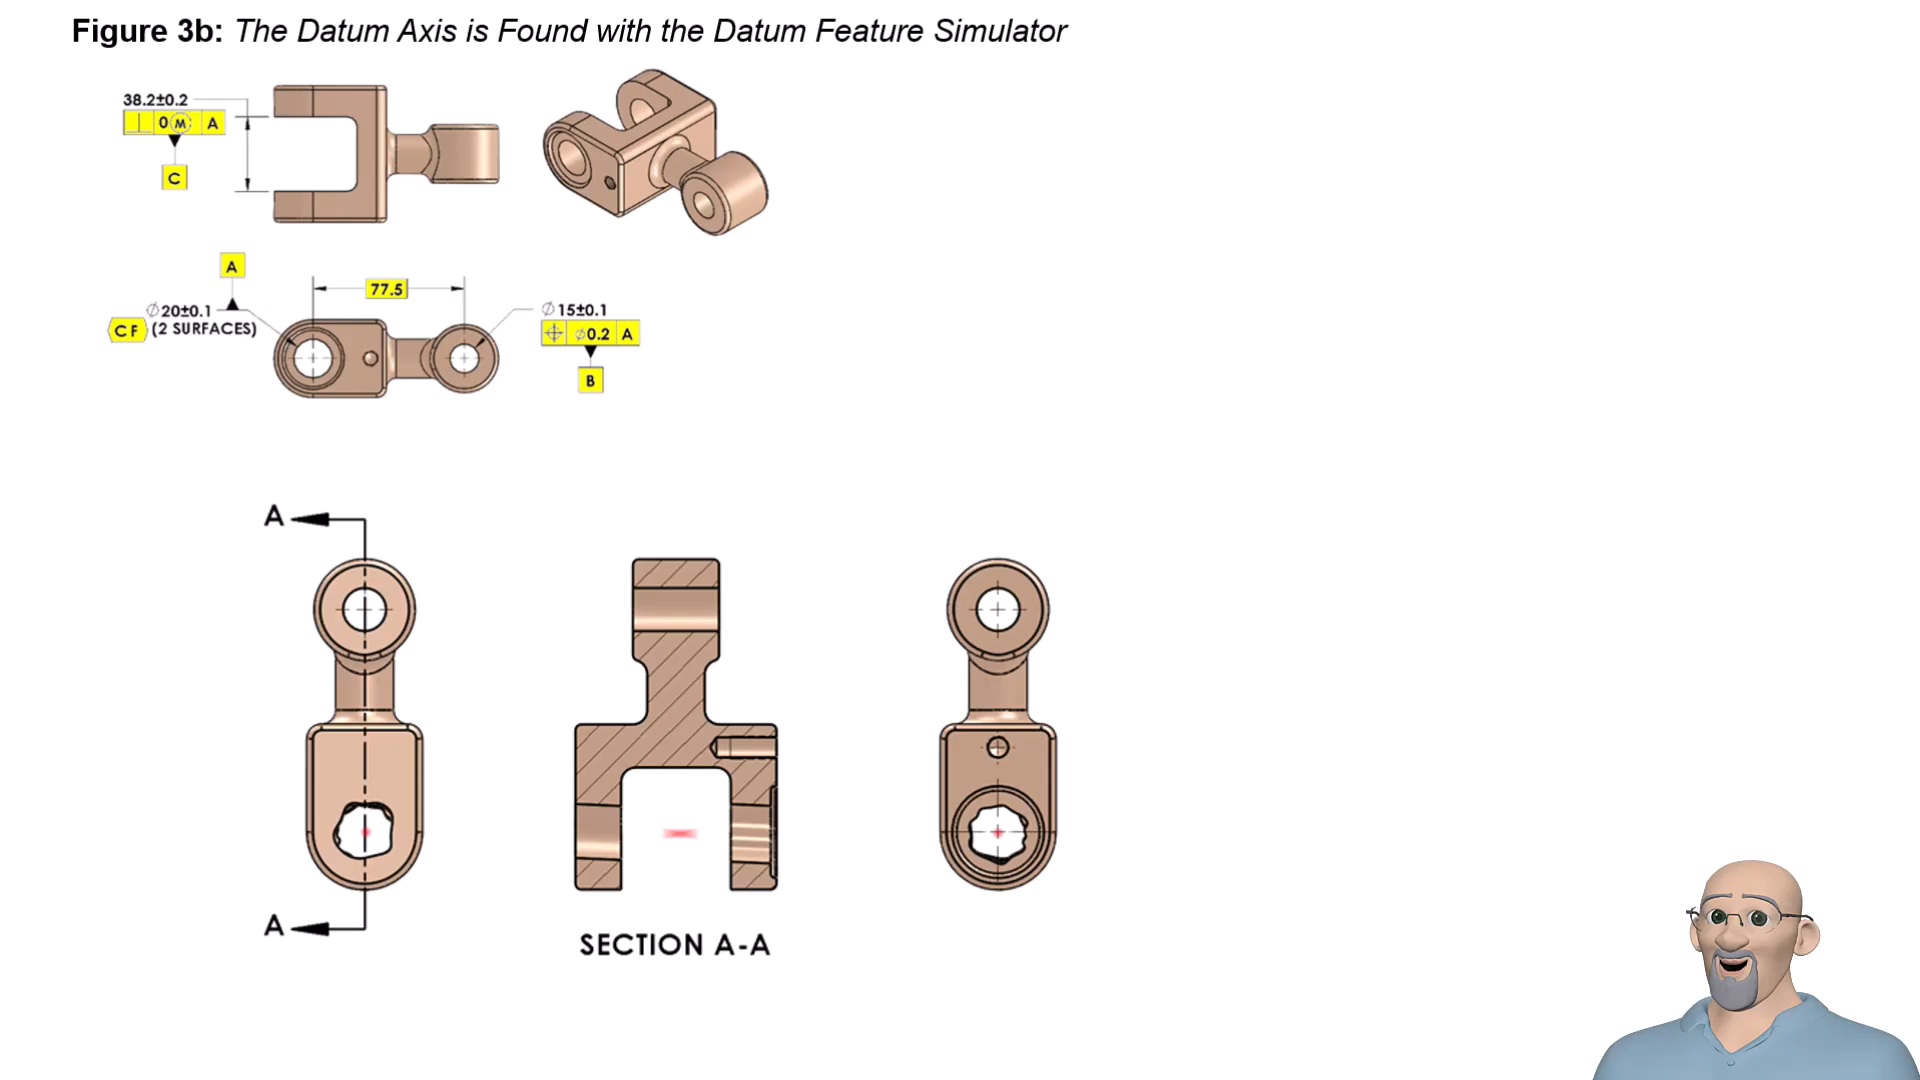 Figure 3b: The Datum Axis is Found with the Datum Feature Simulator
38.2±0.2
⊥ 0 Ⓜ A
C
A
77.5
∅20±0.1
CF (2 SURFACES)
∅15±0.1
⌖ ∅0.2 A
B
A
A
SECTION A-A